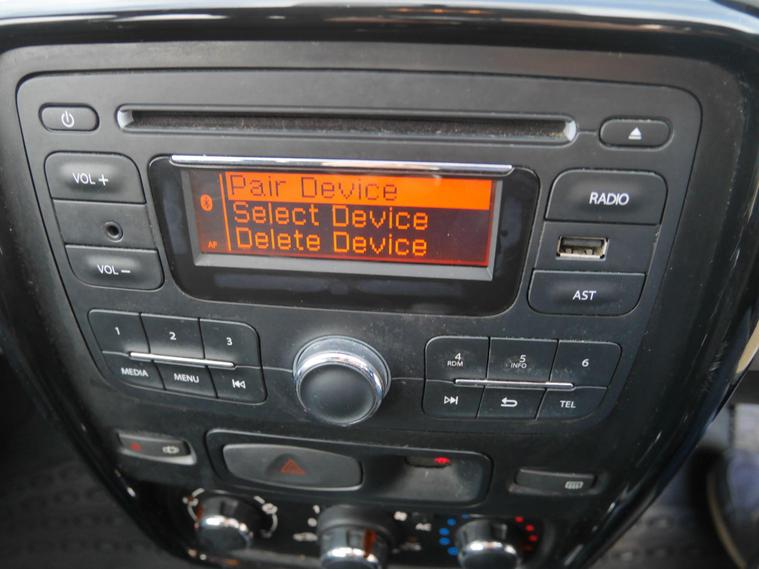 Pair Device
Select Device
Delete Device
AF
VOL +
VOL −
RADIO
AST
1
2
3
MEDIA
MENU
4
RDM
5
INFO
6
TEL
AC